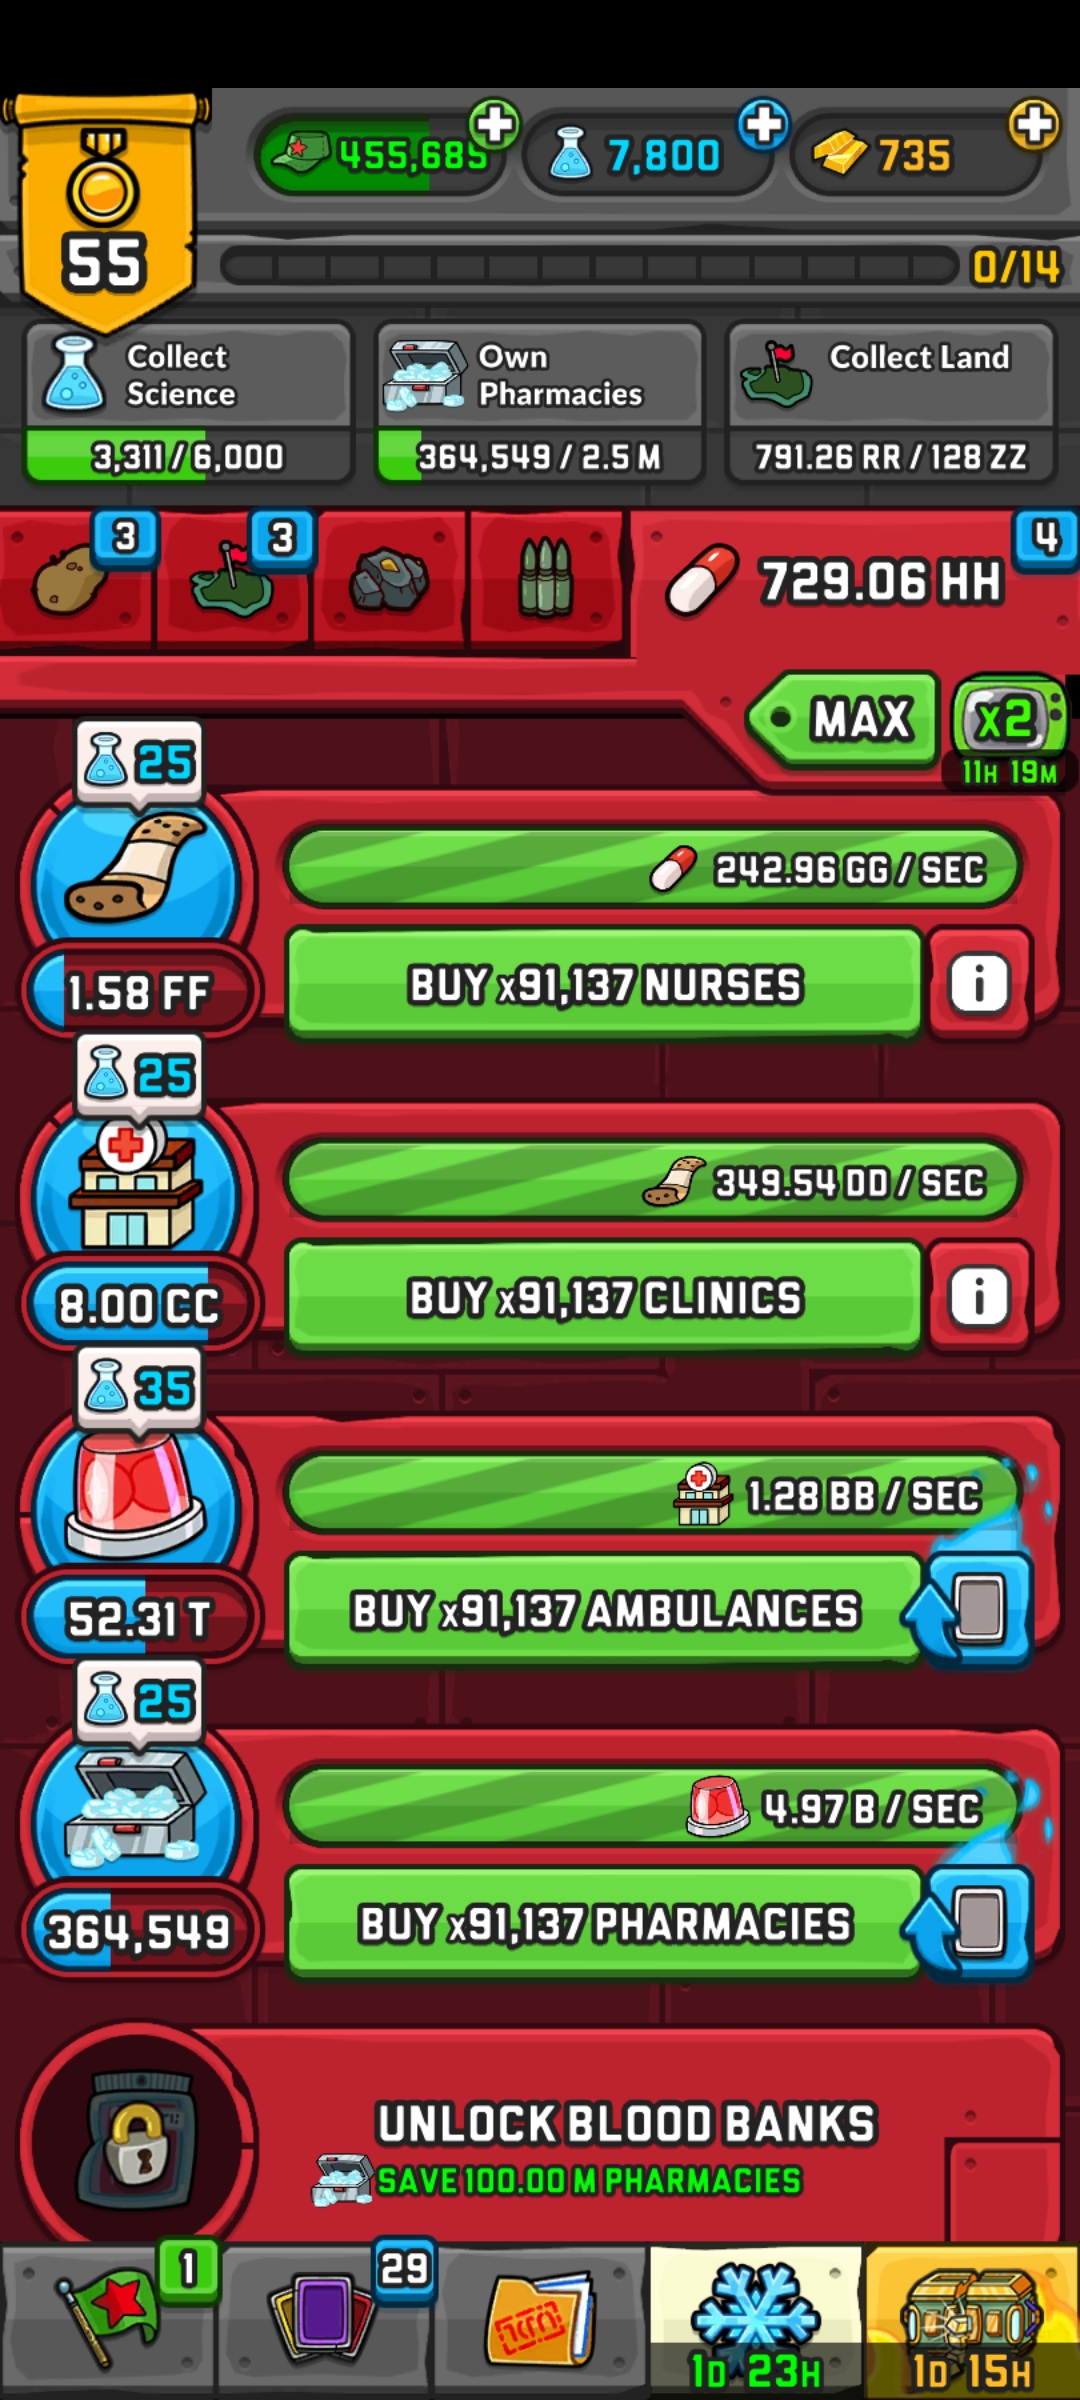 455,685
7,800
735
55
0/14
Collect Science
3,311 / 6,000
Own Pharmacies
364,549 / 2.5 M
Collect Land
791.26 RR / 128 ZZ
3
3
729.06 HH
4
MAX
x2
11H 19M
25
242.96 GG / SEC
1.58 FF
BUY x91,137 NURSES
i
25
349.54 DD / SEC
8.00 CC
BUY x91,137 CLINICS
i
35
1.28 BB / SEC
52.31 T
BUY x91,137 AMBULANCES
25
4.97 B / SEC
364,549
BUY x91,137 PHARMACIES
UNLOCK BLOOD BANKS
SAVE 100.00 M PHARMACIES
1
29
1D 23H
1D 15H